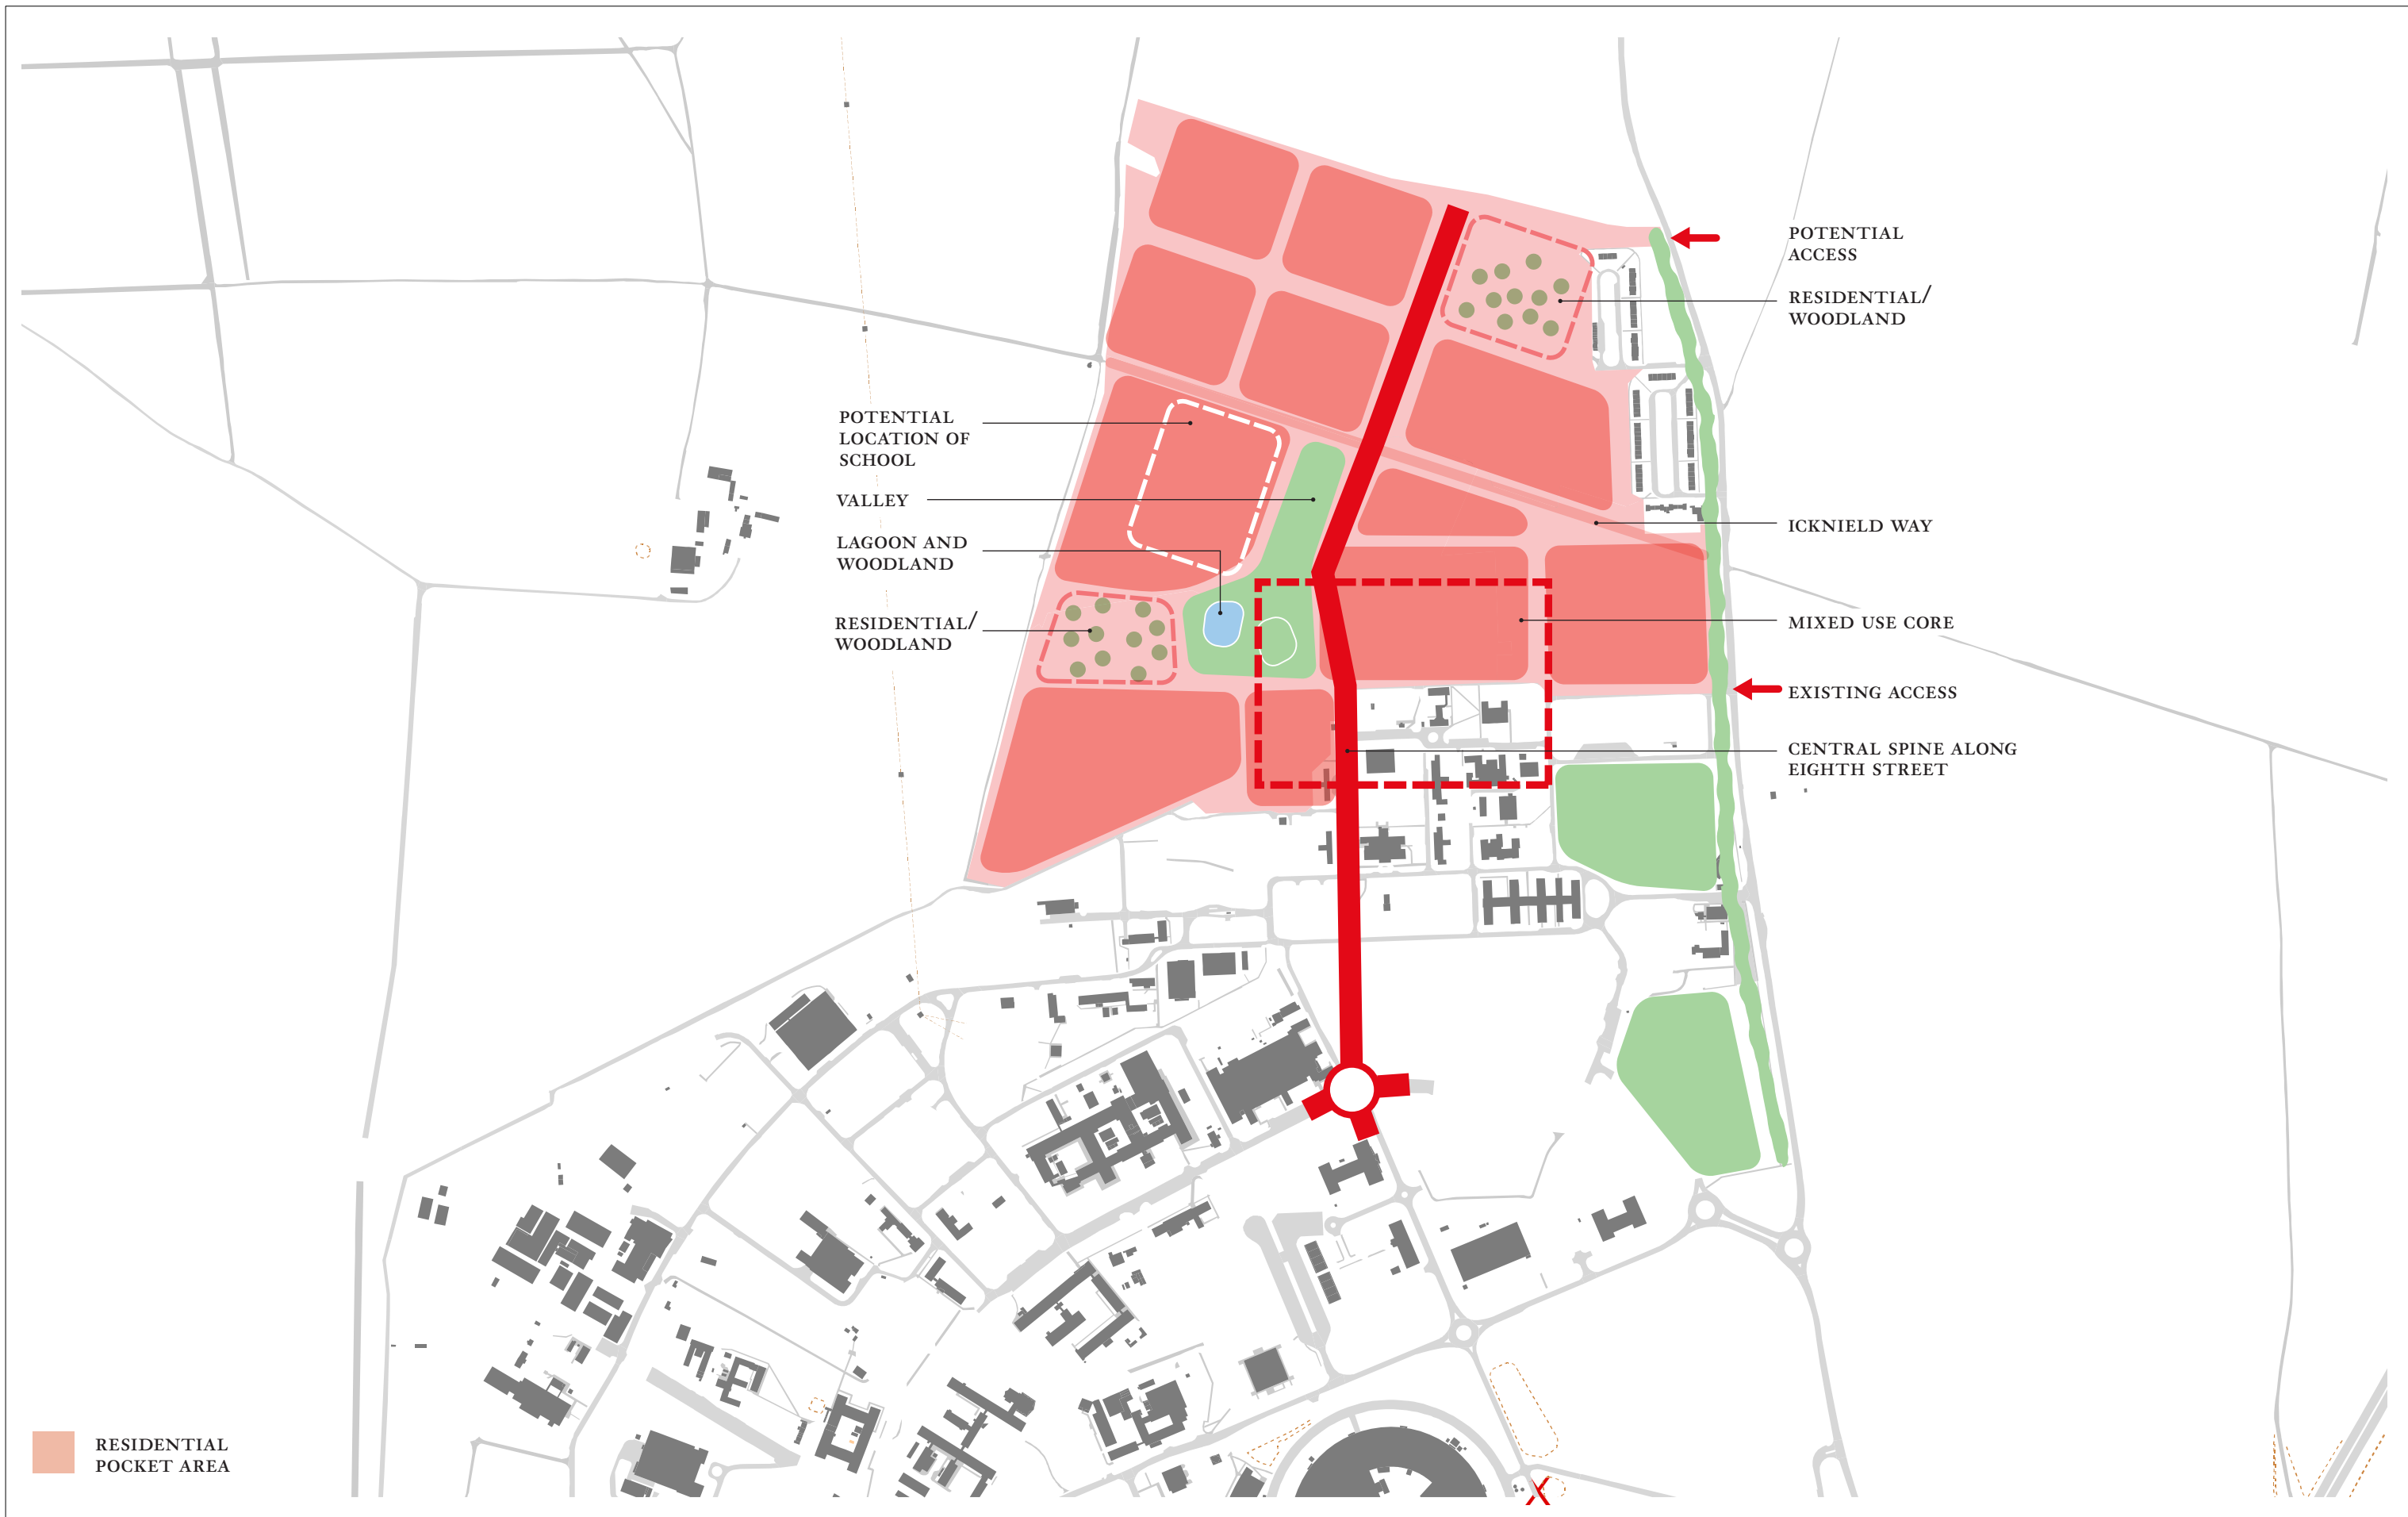 POTENTIAL
ACCESS
RESIDENTIAL/
WOODLAND
POTENTIAL
LOCATION OF
SCHOOL
VALLEY
ICKNIELD WAY
LAGOON AND
WOODLAND
RESIDENTIAL/
WOODLAND
MIXED USE CORE
EXISTING ACCESS
CENTRAL SPINE ALONG
EIGHTH STREET
RESIDENTIAL
POCKET AREA